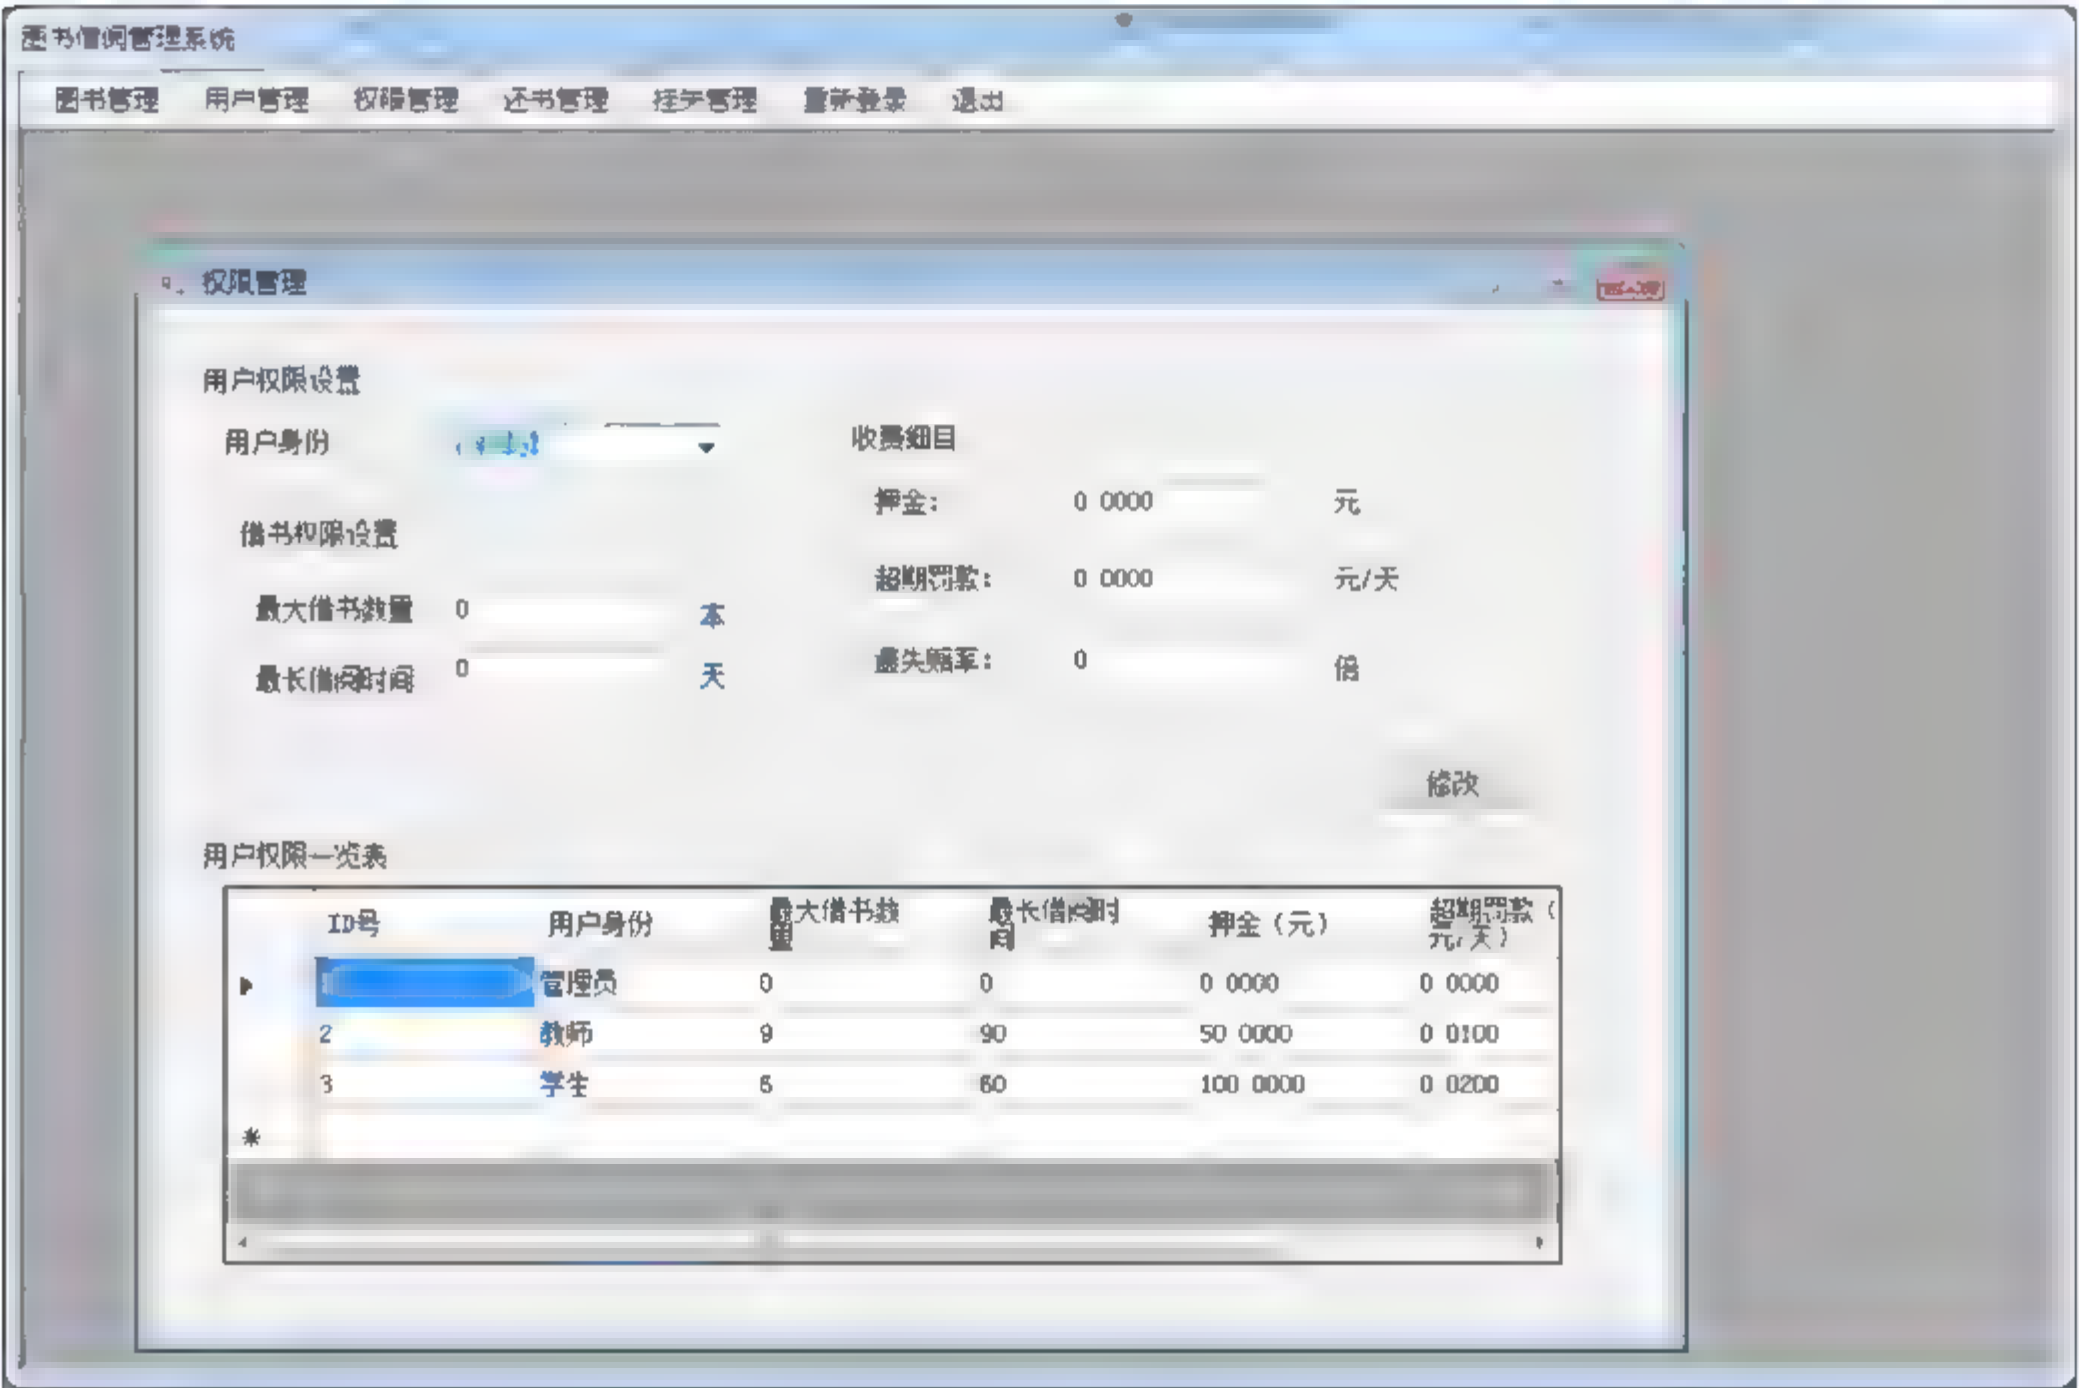 图书借阅管理系统
图书管理 用户管理 权限管理 还书管理 挂失管理 重新登录 退出
权限管理
用户权限设置
用户身份
收费细目
押金: 0 0000 元
借书权限设置
超期罚款: 0 0000 元/天
最大借书数量 0 本
遗失赔率: 0 倍
最长借阅时间 0 天
修改
用户权限一览表
ID号 用户身份 最大借书数量 最长借阅时间 押金（元） 超期罚款（元/天）
管理员 0 0 0 0000 0 0000
2 教师 9 90 50 0000 0 0100
3 学生 6 60 100 0000 0 0200